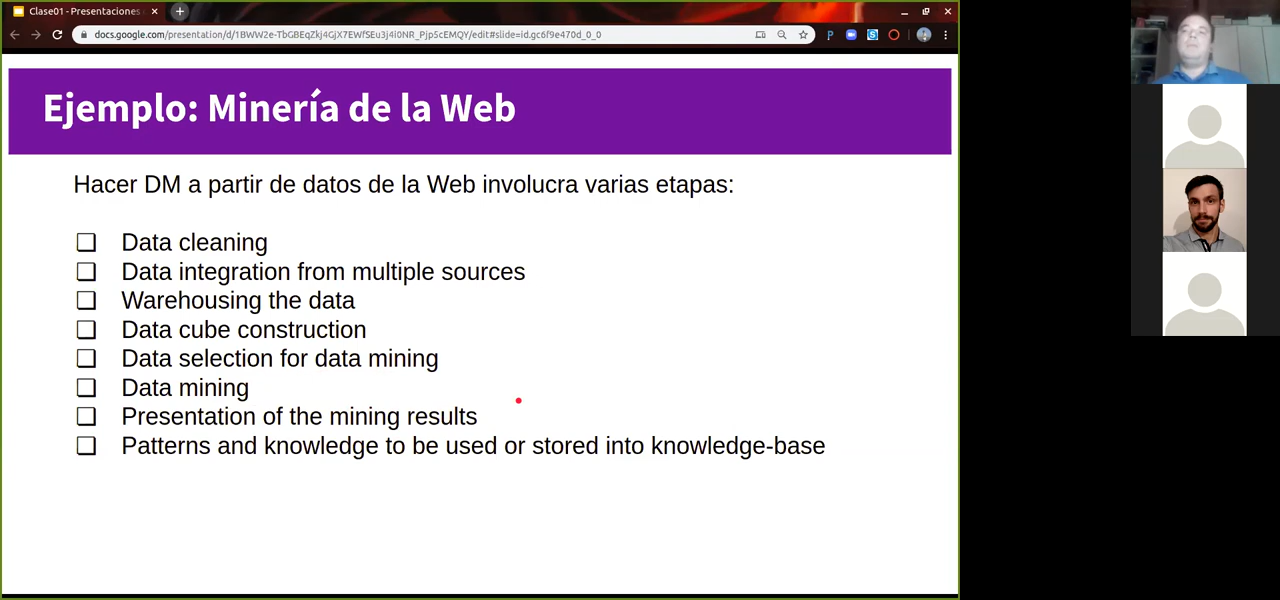 Clase01 - Presentaciones
docs.google.com/presentation/d/1BWW2e-TbGBEqZkj4GjX7EWfSEu3j4i0NR_Pjp5cEMQY/edit#slide=id.gc6f9e470d_0_0
Ejemplo: Minería de la Web
Hacer DM a partir de datos de la Web involucra varias etapas:
❏ Data cleaning
❏ Data integration from multiple sources
❏ Warehousing the data
❏ Data cube construction
❏ Data selection for data mining
❏ Data mining
❏ Presentation of the mining results
❏ Patterns and knowledge to be used or stored into knowledge-base